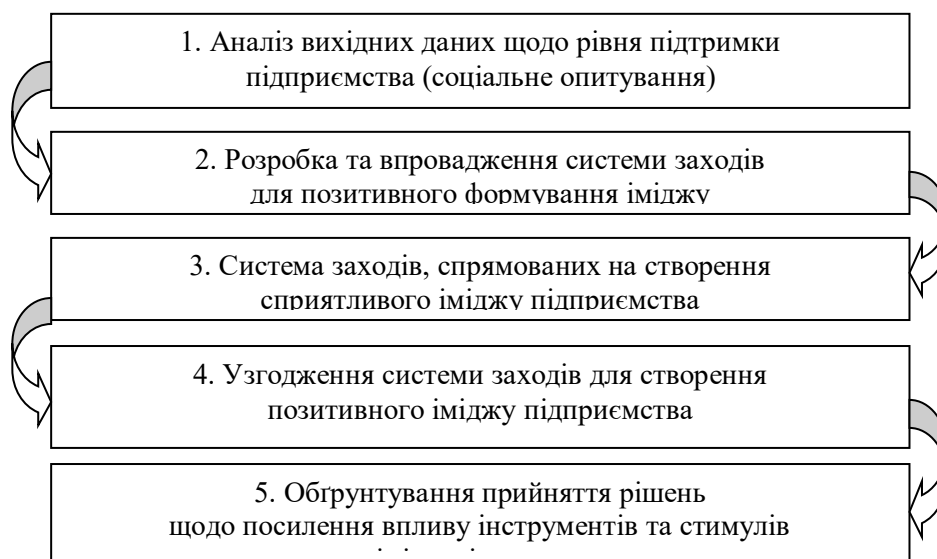 1. Аналіз вихідних даних щодо рівня підтримки
підприємства (соціальне опитування)
2. Розробка та впровадження системи заходів
для позитивного формування іміджу
3. Система заходів, спрямованих на створення
сприятливого іміджу підприємства
4. Узгодження системи заходів для створення
позитивного іміджу підприємства
5. Обґрунтування прийняття рішень
щодо посилення впливу інструментів та стимулів